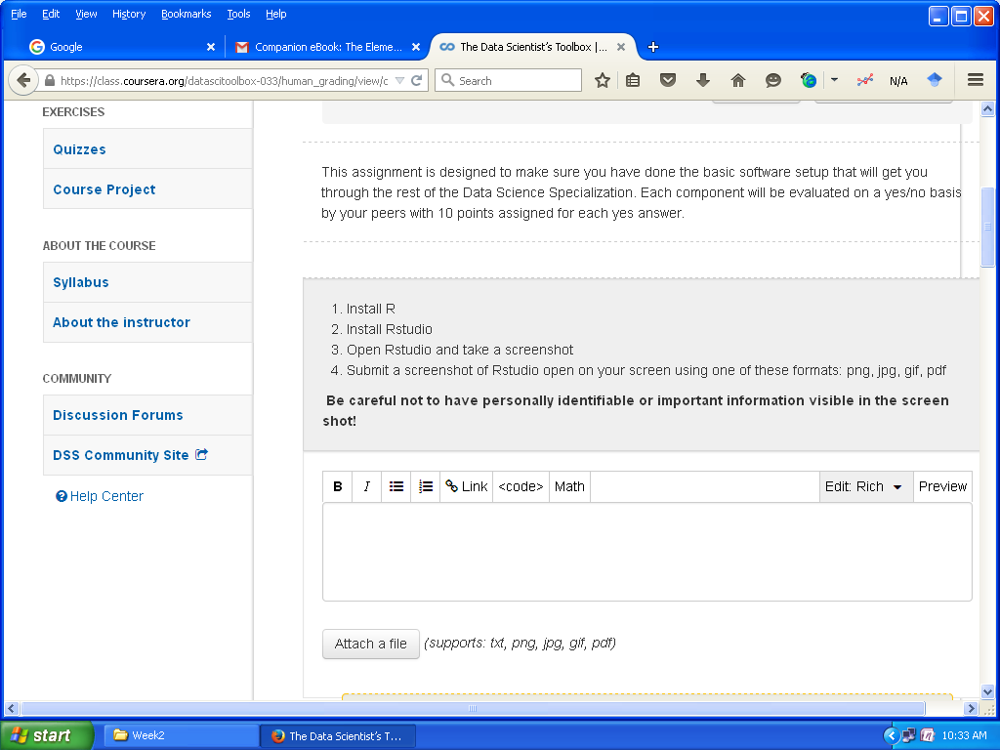 File Edit View History Bookmarks Tools Help
Google
Companion eBook: The Eleme...
The Data Scientist's Toolbox |...
https://class.coursera.org/datascitoolbox-033/human_grading/view/c
Search
N/A
EXERCISES
Quizzes
Course Project
ABOUT THE COURSE
Syllabus
About the instructor
COMMUNITY
Discussion Forums
DSS Community Site
Help Center
This assignment is designed to make sure you have done the basic software setup that will get you
through the rest of the Data Science Specialization. Each component will be evaluated on a yes/no basis
by your peers with 10 points assigned for each yes answer.
1. Install R
2. Install Rstudio
3. Open Rstudio and take a screenshot
4. Submit a screenshot of Rstudio open on your screen using one of these formats: png, jpg, gif, pdf
Be careful not to have personally identifiable or important information visible in the screen
shot!
B I Link <code> Math Edit: Rich Preview
Attach a file (supports: txt, png, jpg, gif, pdf)
start Week2 The Data Scientist's T... 10:33 AM